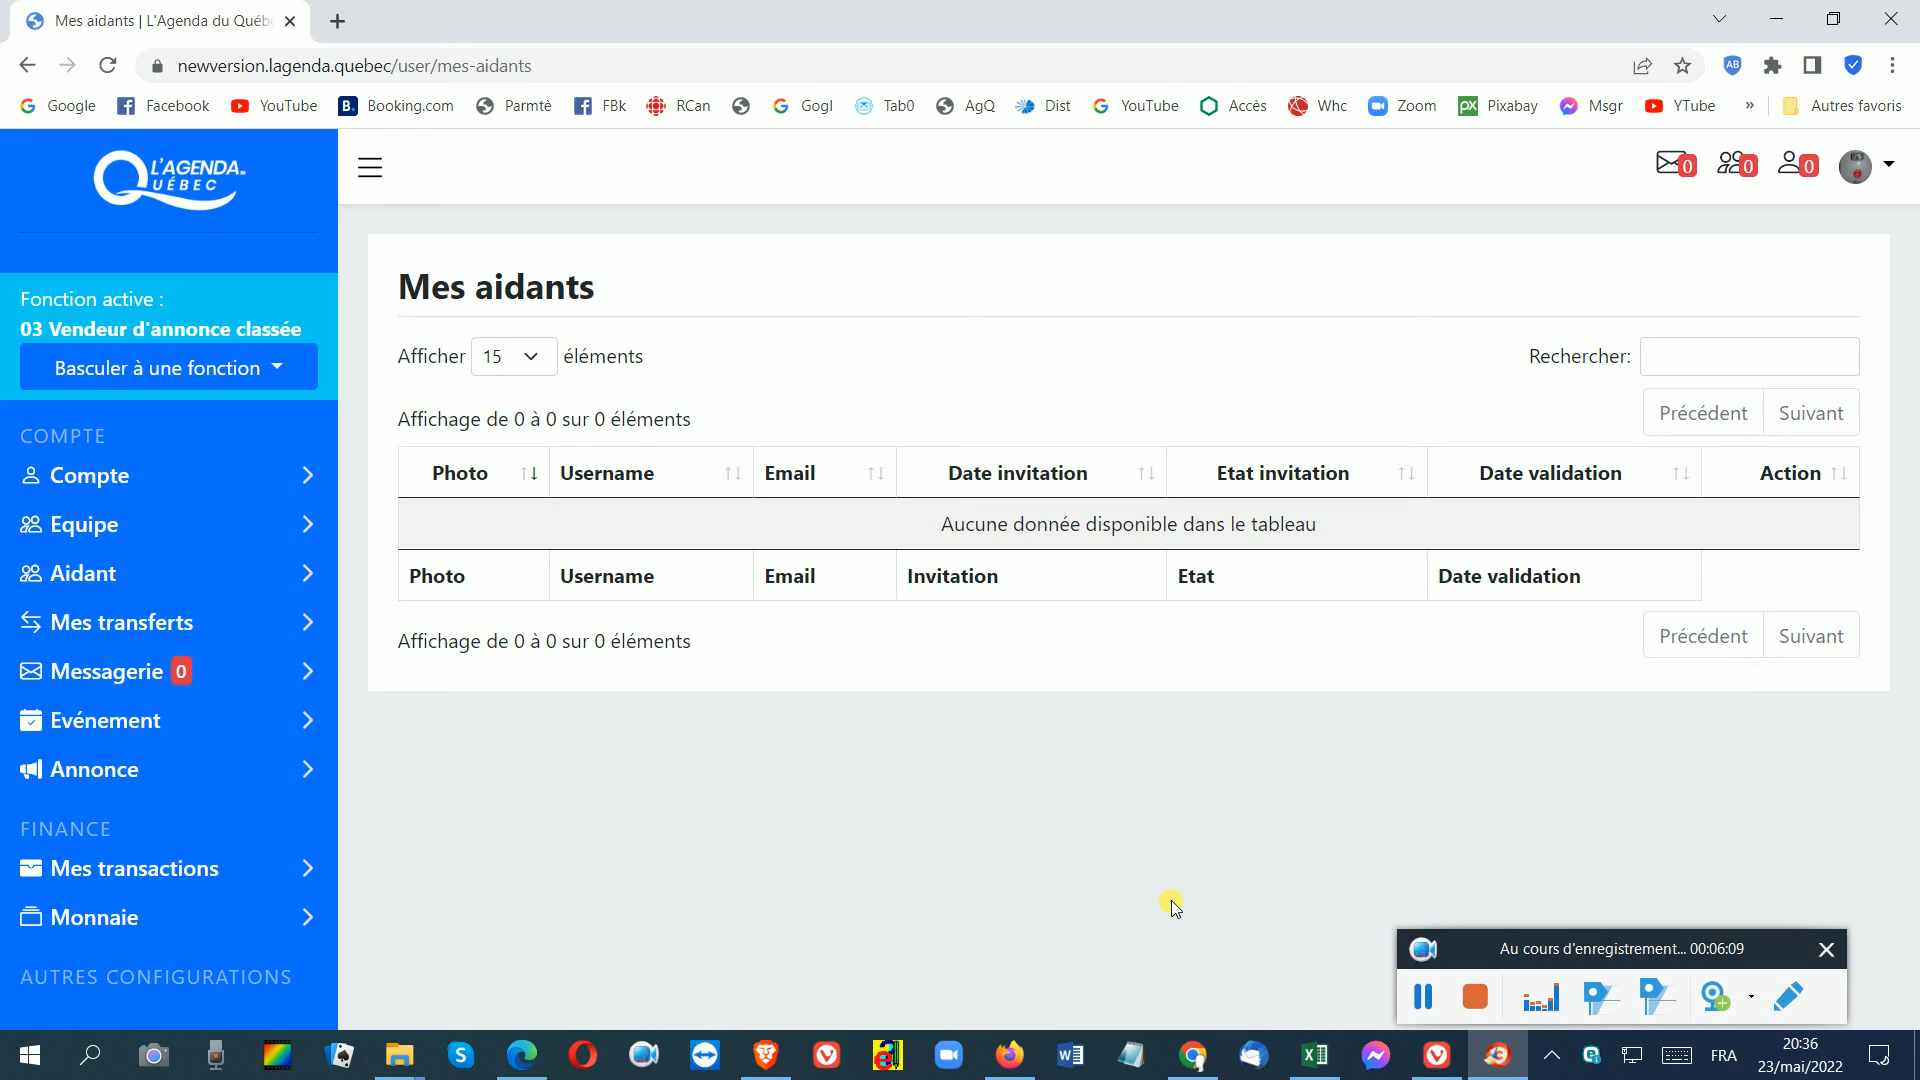 Mes aidants | L'Agenda du Québ
newversion.lagenda.quebec/user/mes-aidants
Google Facebook YouTube Booking.com Parmtè FBk RCan Gogl Tab0 AgQ Dist YouTube Accès Whc Zoom Pixabay Msgr YTube » Autres favoris
L'AGENDA
QUÉBEC
0 0 0
Fonction active :
03 Vendeur d'annonce classée
Basculer à une fonction
COMPTE
Compte
Equipe
Aidant
Mes transferts
Messagerie 0
Evénement
Annonce
FINANCE
Mes transactions
Monnaie
AUTRES CONFIGURATIONS
Mes aidants
Afficher 15 éléments
Rechercher:
Affichage de 0 à 0 sur 0 éléments
Précédent Suivant
Photo Username Email Date invitation Etat invitation Date validation Action
Aucune donnée disponible dans le tableau
Photo Username Email Invitation Etat Date validation
Affichage de 0 à 0 sur 0 éléments
Précédent Suivant
Au cours d'enregistrement... 00:06:09
FRA
20:36
23/mai/2022